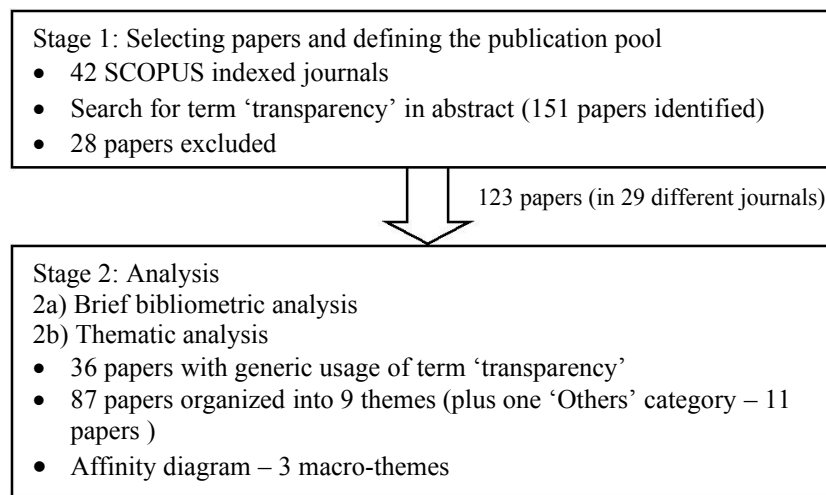 Stage 1: Selecting papers and defining the publication pool
• 42 SCOPUS indexed journals
• Search for term ‘transparency’ in abstract (151 papers identified)
• 28 papers excluded
123 papers (in 29 different journals)
Stage 2: Analysis
2a) Brief bibliometric analysis
2b) Thematic analysis
• 36 papers with generic usage of term ‘transparency’
• 87 papers organized into 9 themes (plus one ‘Others’ category – 11
papers )
• Affinity diagram – 3 macro-themes